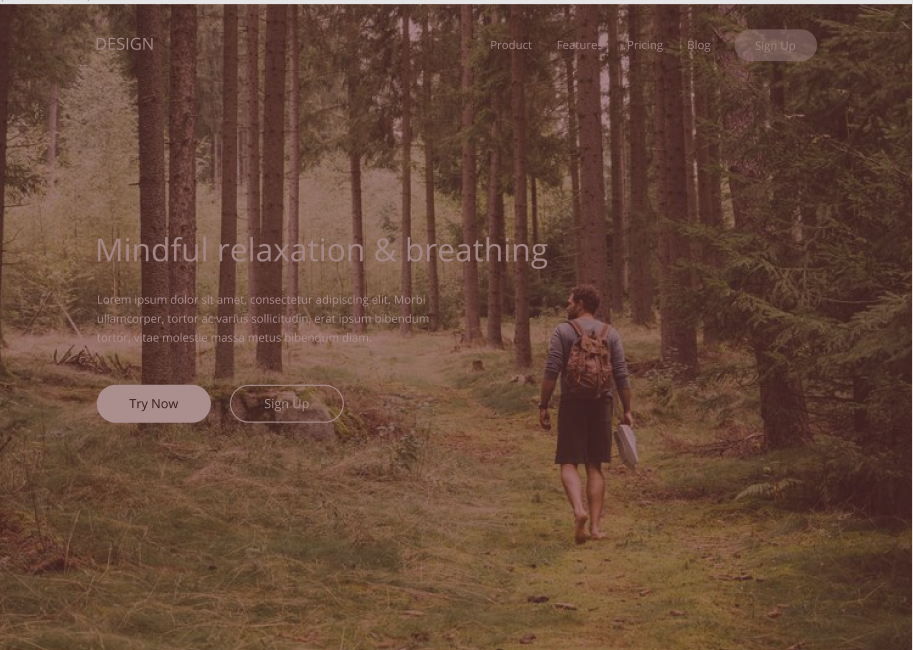 DESIGN
Product Features Pricing Blog Sign Up
Mindful relaxation & breathing
Lorem ipsum dolor sit amet, consectetur adipiscing elit. Morbi
ullamcorper, tortor ac varius sollicitudin, erat ipsum bibendum
tortor, vitae molestie massa metus bibendum diam.
Try Now Sign Up